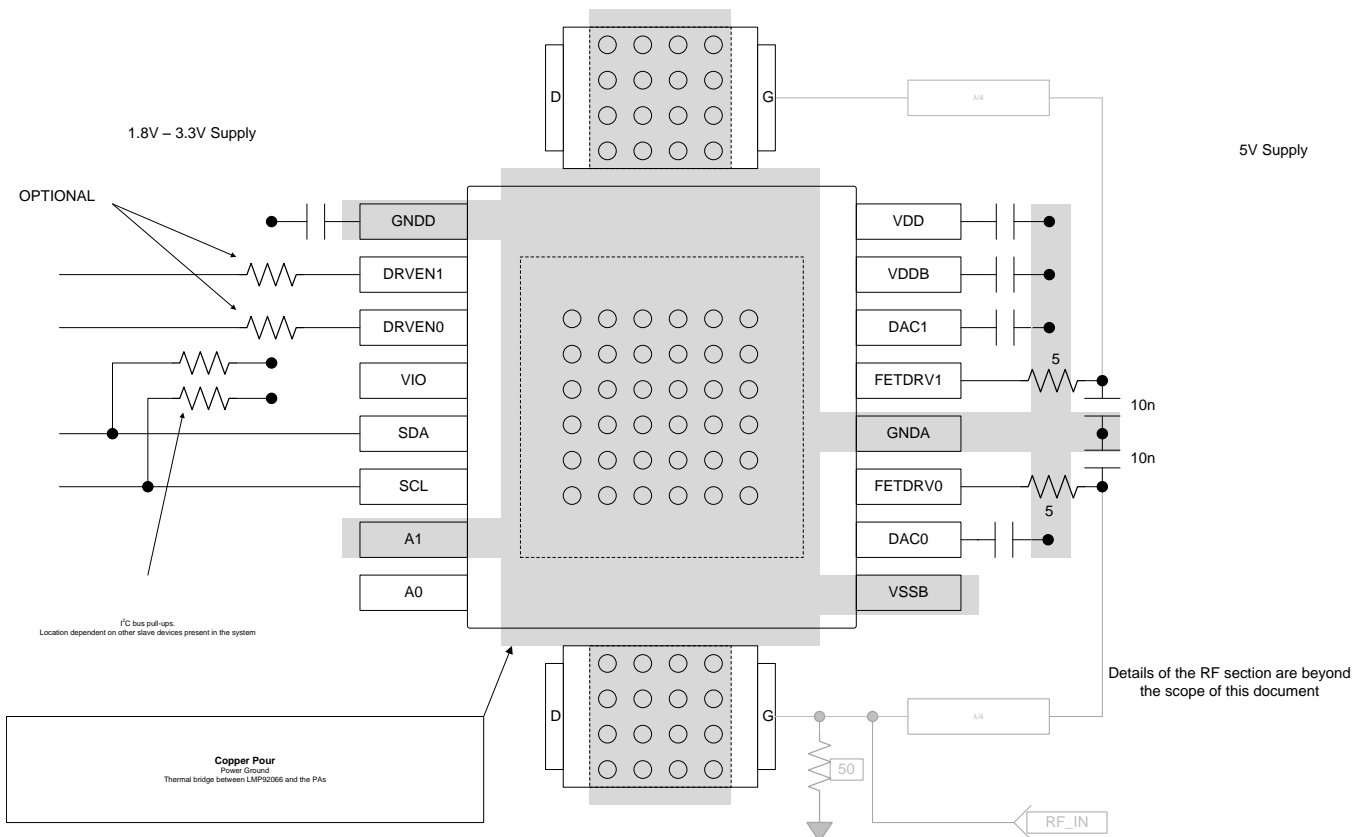 D
G
λ/4
1.8V – 3.3V Supply
5V Supply
OPTIONAL
GNDD
VDD
DRVEN1
VDDB
DRVEN0
DAC1
VIO
FETDRV1
5
10n
SDA
GNDA
10n
SCL
FETDRV0
5
A1
DAC0
A0
VSSB
I²C bus pull-ups.
Location dependent on other slave devices present in the system
Details of the RF section are beyond
the scope of this document
D
G
λ/4
Copper Pour
Power Ground
Thermal bridge between LMP92066 and the PAs
50
RF_IN